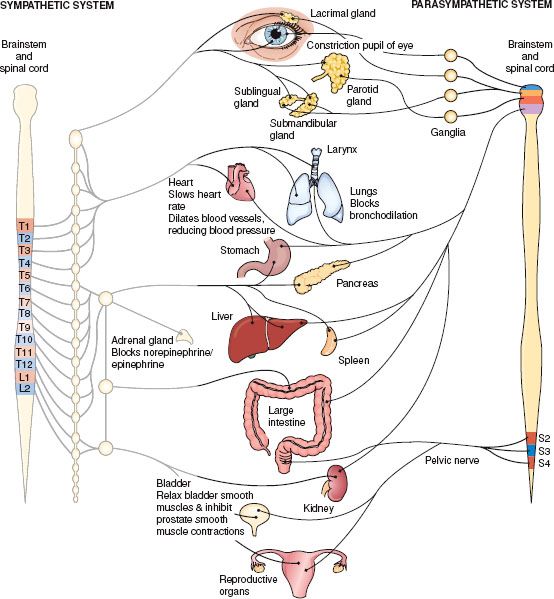 SYMPATHETIC SYSTEM
PARASYMPATHETIC SYSTEM
Brainstem
and
spinal cord
Lacrimal gland
Constriction pupil of eye
Brainstem
and
spinal cord
Sublingual
gland
Parotid
gland
Submandibular
gland
Ganglia
Larynx
Heart
Slows heart
rate
Dilates blood vessels,
reducing blood pressure
Lungs
Blocks
bronchodilation
T1
T2
T3
T4
T5
T6
T7
T8
T9
T10
T11
T12
L1
L2
Stomach
Pancreas
Liver
Spleen
Adrenal gland
Blocks norepinephrine/
epinephrine
Large
intestine
S2
S3
S4
Pelvic nerve
Bladder
Relax bladder smooth
muscles & inhibit
prostate smooth
muscle contractions
Kidney
Reproductive
organs